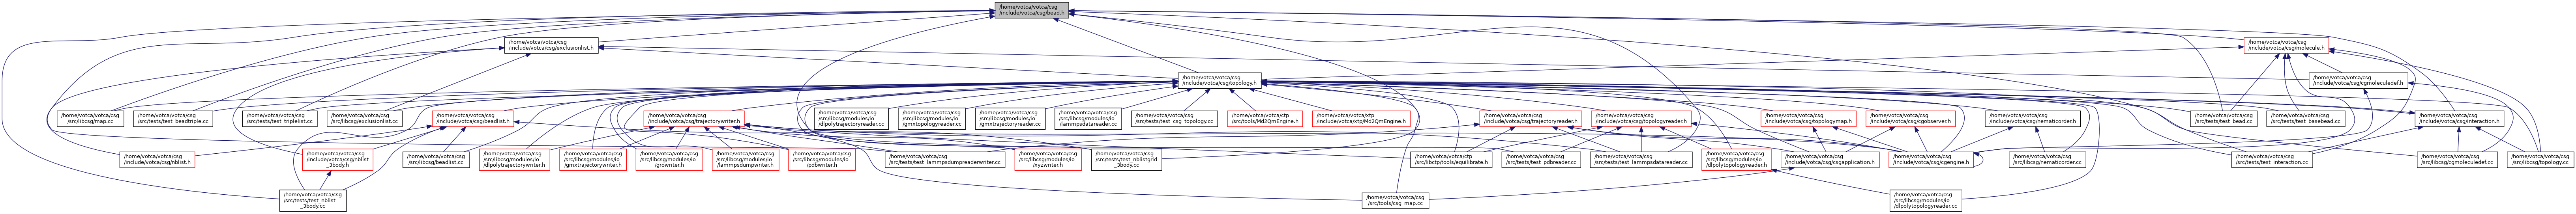 /home/votca/votca/csg
/include/votca/csg/bead.h
/home/votca/votca/csg
/include/votca/csg/exclusionlist.h
/home/votca/votca/csg
/include/votca/csg/molecule.h
/home/votca/votca/csg
/include/votca/csg/topology.h
/home/votca/votca/csg
/include/votca/csg/cgmoleculedef.h
/home/votca/votca/csg
/src/libcsg/map.cc
/home/votca/votca/csg
/src/tests/test_beadtriple.cc
/home/votca/votca/csg
/src/tests/test_triplelist.cc
/home/votca/votca/csg
/src/libcsg/exclusionlist.cc
/home/votca/votca/csg
/include/votca/csg/beadlist.h
/home/votca/votca/csg
/include/votca/csg/trajectorywriter.h
/home/votca/votca/csg
/src/libcsg/modules/io
/dlpolytrajectoryreader.cc
/home/votca/votca/csg
/src/libcsg/modules/io
/gmxtopologyreader.cc
/home/votca/votca/csg
/src/libcsg/modules/io
/gmxtrajectoryreader.cc
/home/votca/votca/csg
/src/libcsg/modules/io
/lammpsdatareader.cc
/home/votca/votca/csg
/src/tests/test_csg_topology.cc
/home/votca/votca/ctp
/src/tools/Md2QmEngine.h
/home/votca/votca/xtp
/include/votca/xtp/Md2QmEngine.h
/home/votca/votca/csg
/include/votca/csg/trajectoryreader.h
/home/votca/votca/csg
/include/votca/csg/topologyreader.h
/home/votca/votca/csg
/include/votca/csg/topologymap.h
/home/votca/votca/csg
/include/votca/csg/cgobserver.h
/home/votca/votca/csg
/include/votca/csg/nematicorder.h
/home/votca/votca/csg
/src/tests/test_bead.cc
/home/votca/votca/csg
/src/tests/test_basebead.cc
/home/votca/votca/csg
/include/votca/csg/interaction.h
/home/votca/votca/csg
/include/votca/csg/nblist.h
/home/votca/votca/csg
/include/votca/csg/nblist
_3body.h
/home/votca/votca/csg
/src/libcsg/beadlist.cc
/home/votca/votca/csg
/src/libcsg/modules/io
/dlpolytrajectorywriter.h
/home/votca/votca/csg
/src/libcsg/modules/io
/gmxtrajectorywriter.h
/home/votca/votca/csg
/src/libcsg/modules/io
/growriter.h
/home/votca/votca/csg
/src/libcsg/modules/io
/lammpsdumpwriter.h
/home/votca/votca/csg
/src/libcsg/modules/io
/pdbwriter.h
/home/votca/votca/csg
/src/tests/test_lammpsdumpreaderwriter.cc
/home/votca/votca/csg
/src/libcsg/modules/io
/xyzwriter.h
/home/votca/votca/csg
/src/tests/test_nblistgrid
_3body.cc
/home/votca/votca/ctp
/src/libctp/tools/equilibrate.h
/home/votca/votca/csg
/src/tests/test_pdbreader.cc
/home/votca/votca/csg
/src/tests/test_lammpsdatareader.cc
/home/votca/votca/csg
/src/libcsg/modules/io
/dlpolytopologyreader.h
/home/votca/votca/csg
/include/votca/csg/csgapplication.h
/home/votca/votca/csg
/include/votca/csg/cgengine.h
/home/votca/votca/csg
/src/libcsg/nematicorder.cc
/home/votca/votca/csg
/src/tests/test_interaction.cc
/home/votca/votca/csg
/src/libcsg/cgmoleculedef.cc
/home/votca/votca/csg
/src/libcsg/topology.cc
/home/votca/votca/csg
/src/tests/test_nblist
_3body.cc
/home/votca/votca/csg
/src/tools/csg_map.cc
/home/votca/votca/csg
/src/libcsg/modules/io
/dlpolytopologyreader.cc